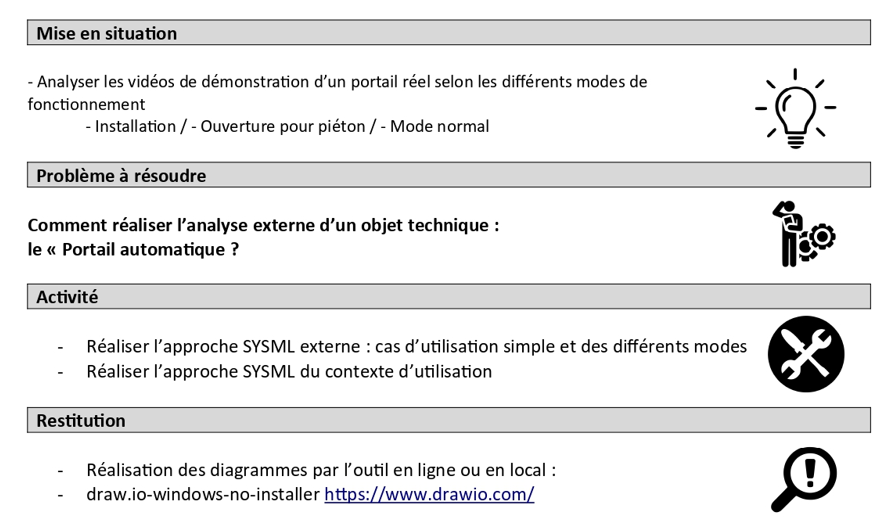 Mise en situation
- Analyser les vidéos de démonstration d'un portail réel selon les différents modes de
fonctionnement
- Installation / - Ouverture pour piéton / - Mode normal
Problème à résoudre
Comment réaliser l'analyse externe d'un objet technique :
le « Portail automatique ?
Activité
- Réaliser l'approche SYSML externe : cas d'utilisation simple et des différents modes
- Réaliser l'approche SYSML du contexte d'utilisation
Restitution
- Réalisation des diagrammes par l'outil en ligne ou en local :
- draw.io-windows-no-installer https://www.drawio.com/